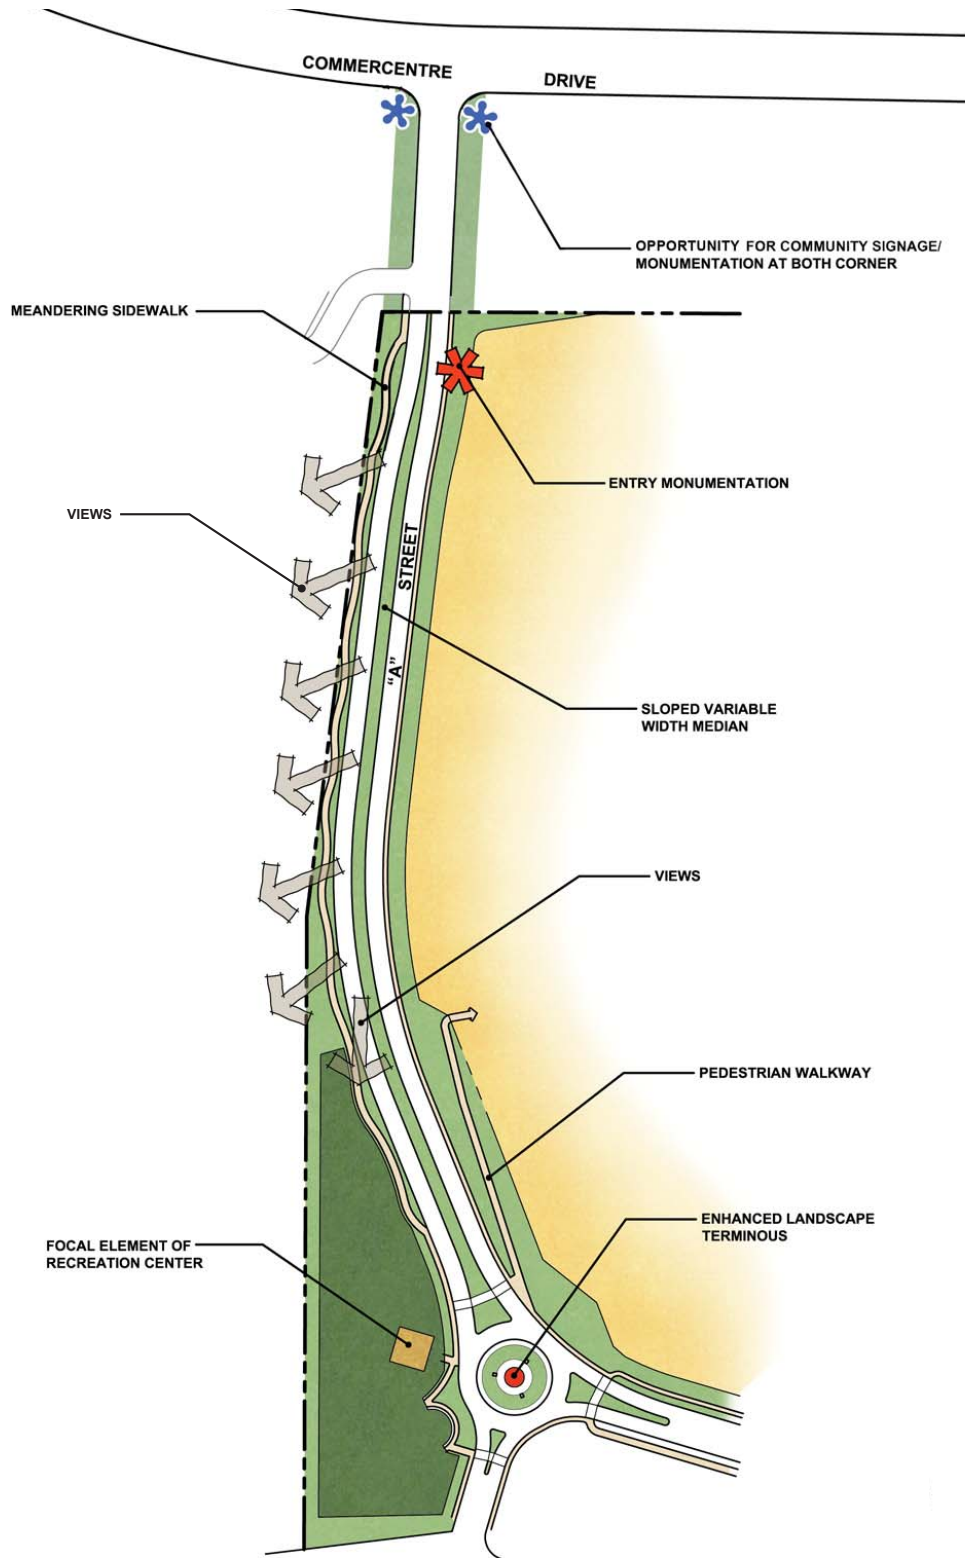 COMMERCENTRE DRIVE
OPPORTUNITY FOR COMMUNITY SIGNAGE/
MONUMENTATION AT BOTH CORNER
MEANDERING SIDEWALK
ENTRY MONUMENTATION
VIEWS
"A" STREET
SLOPED VARIABLE
WIDTH MEDIAN
VIEWS
PEDESTRIAN WALKWAY
ENHANCED LANDSCAPE
TERMINOUS
FOCAL ELEMENT OF
RECREATION CENTER